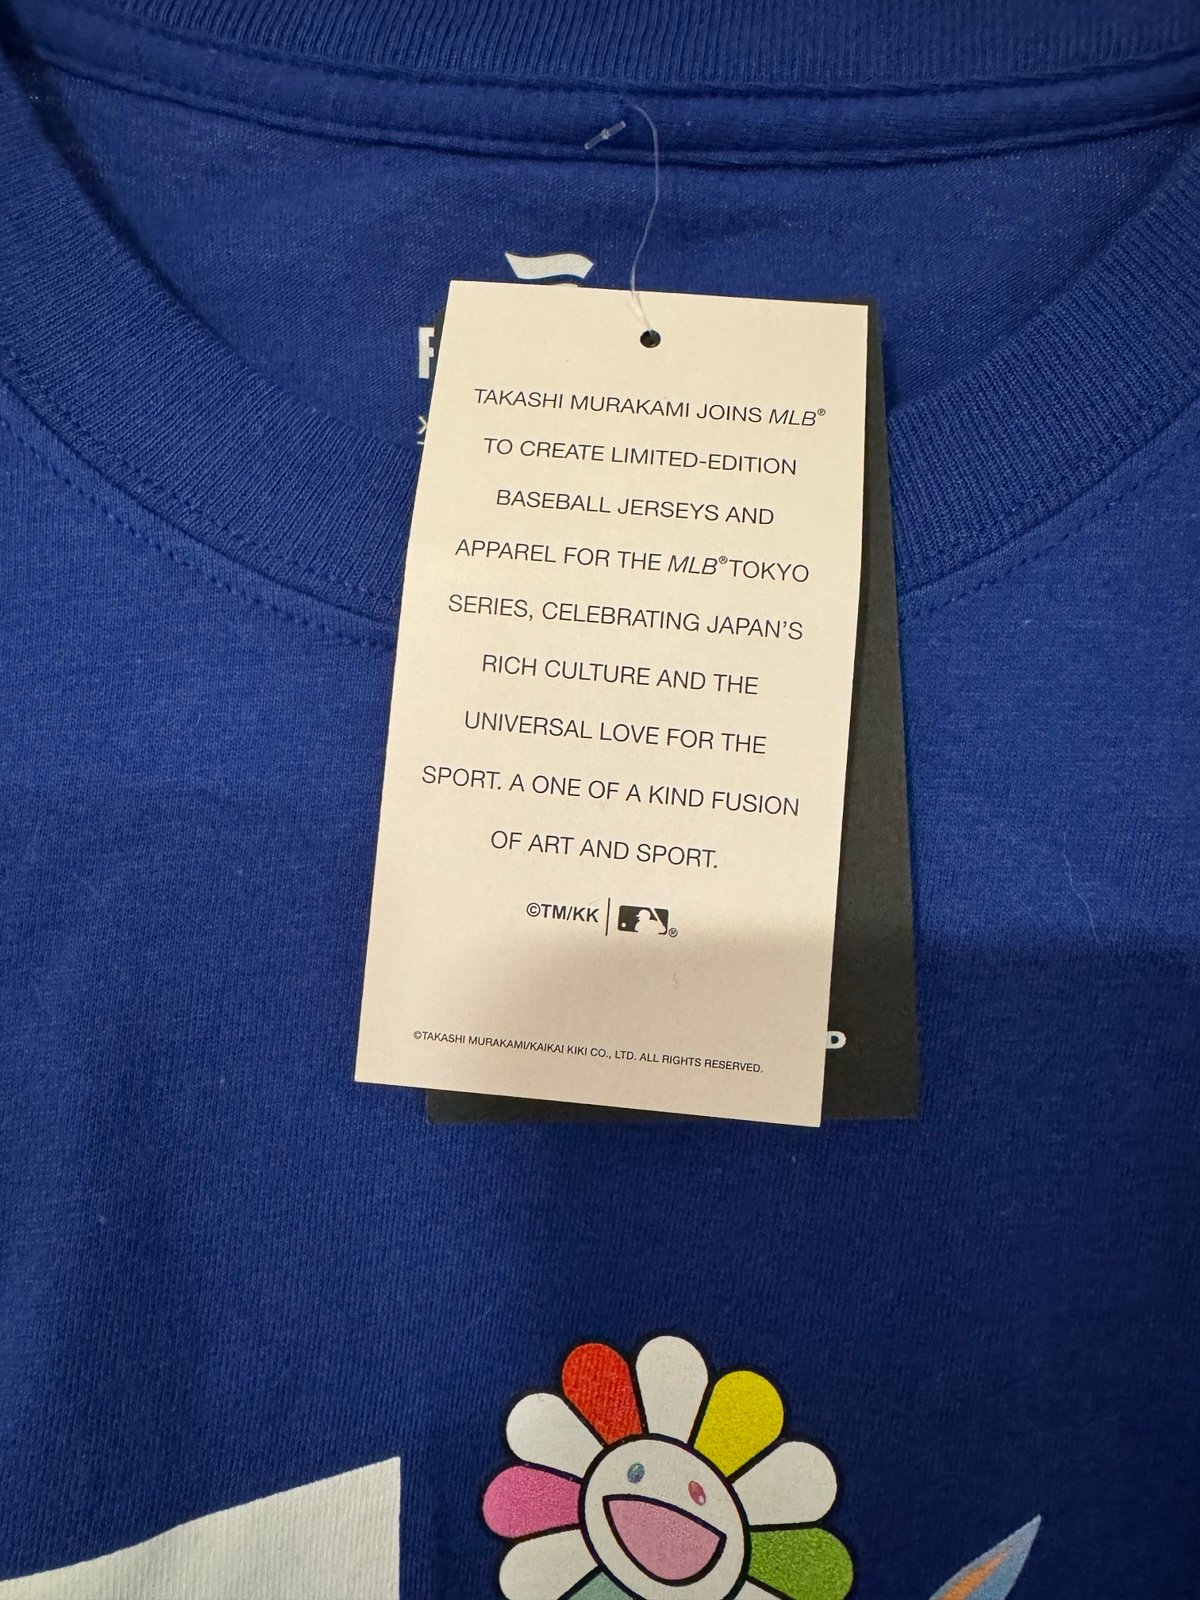 TAKASHI MURAKAMI JOINS MLB®
TO CREATE LIMITED-EDITION
BASEBALL JERSEYS AND
APPAREL FOR THE MLB® TOKYO
SERIES, CELEBRATING JAPAN'S
RICH CULTURE AND THE
UNIVERSAL LOVE FOR THE
SPORT. A ONE OF A KIND FUSION
OF ART AND SPORT.
©TM/KK | ®
©TAKASHI MURAKAMI/KAIKAI KIKI CO., LTD. ALL RIGHTS RESERVED.